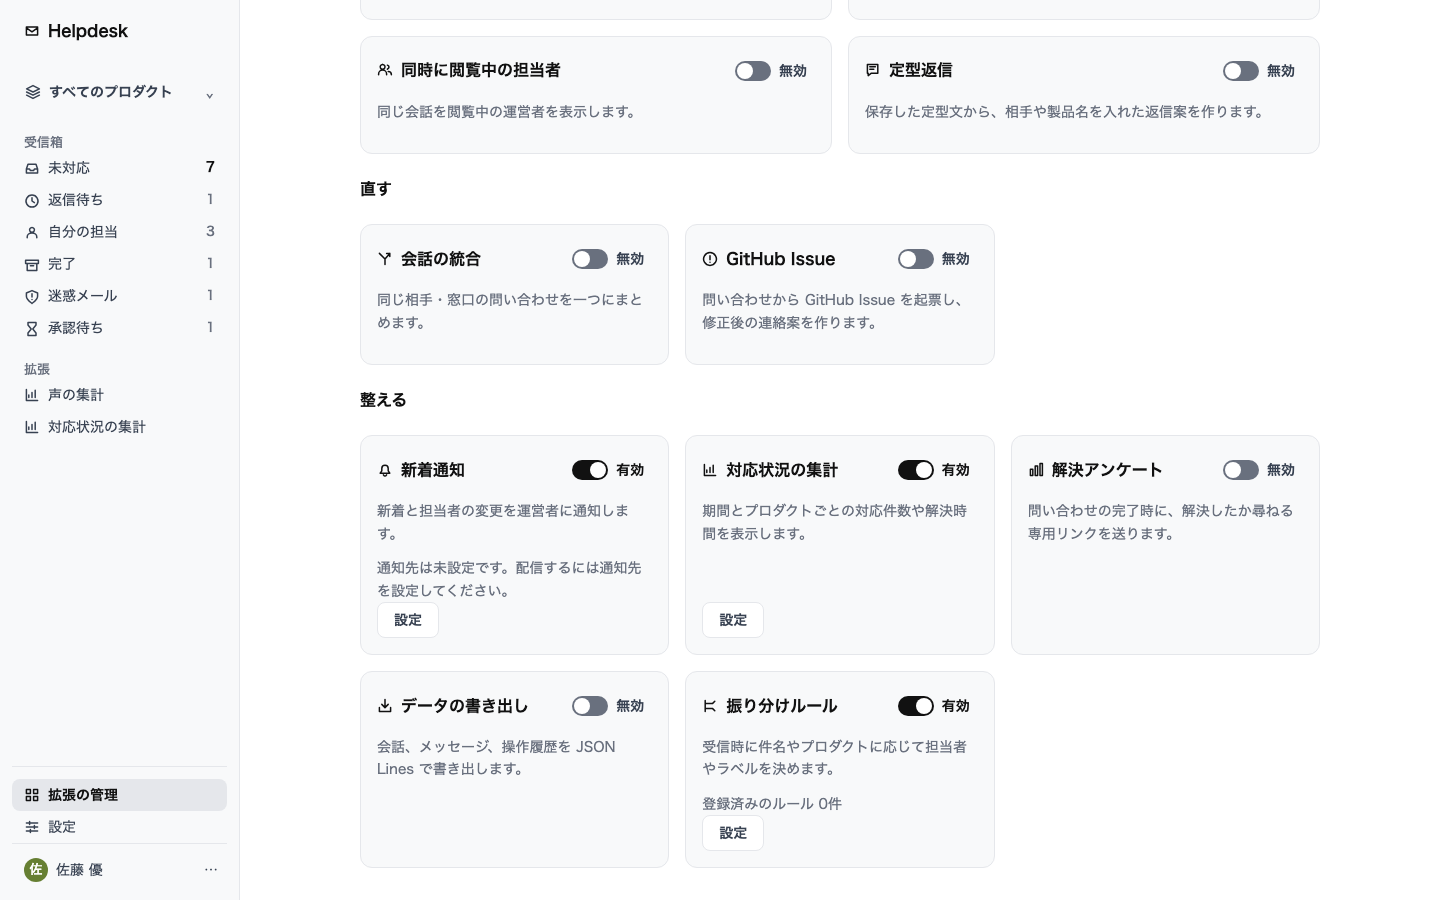 Helpdesk
すべてのプロダクト
受信箱
未対応 7
返信待ち 1
自分の担当 3
完了 1
迷惑メール 1
承認待ち 1
拡張
声の集計
対応状況の集計
拡張の管理
設定
佐 佐藤 優 …
同時に閲覧中の担当者 無効
同じ会話を閲覧中の運営者を表示します。
定型返信 無効
保存した定型文から、相手や製品名を入れた返信案を作ります。
直す
会話の統合 無効
同じ相手・窓口の問い合わせを一つにまと
めます。
GitHub Issue 無効
問い合わせから GitHub Issue を起票し、
修正後の連絡案を作ります。
整える
新着通知 有効
新着と担当者の変更を運営者に通知しま
す。
通知先は未設定です。配信するには通知先
を設定してください。
設定
対応状況の集計 有効
期間とプロダクトごとの対応件数や解決時
間を表示します。
設定
解決アンケート 無効
問い合わせの完了時に、解決したか尋ねる
専用リンクを送ります。
データの書き出し 無効
会話、メッセージ、操作履歴を JSON
Lines で書き出します。
振り分けルール 有効
受信時に件名やプロダクトに応じて担当者
やラベルを決めます。
登録済みのルール 0件
設定